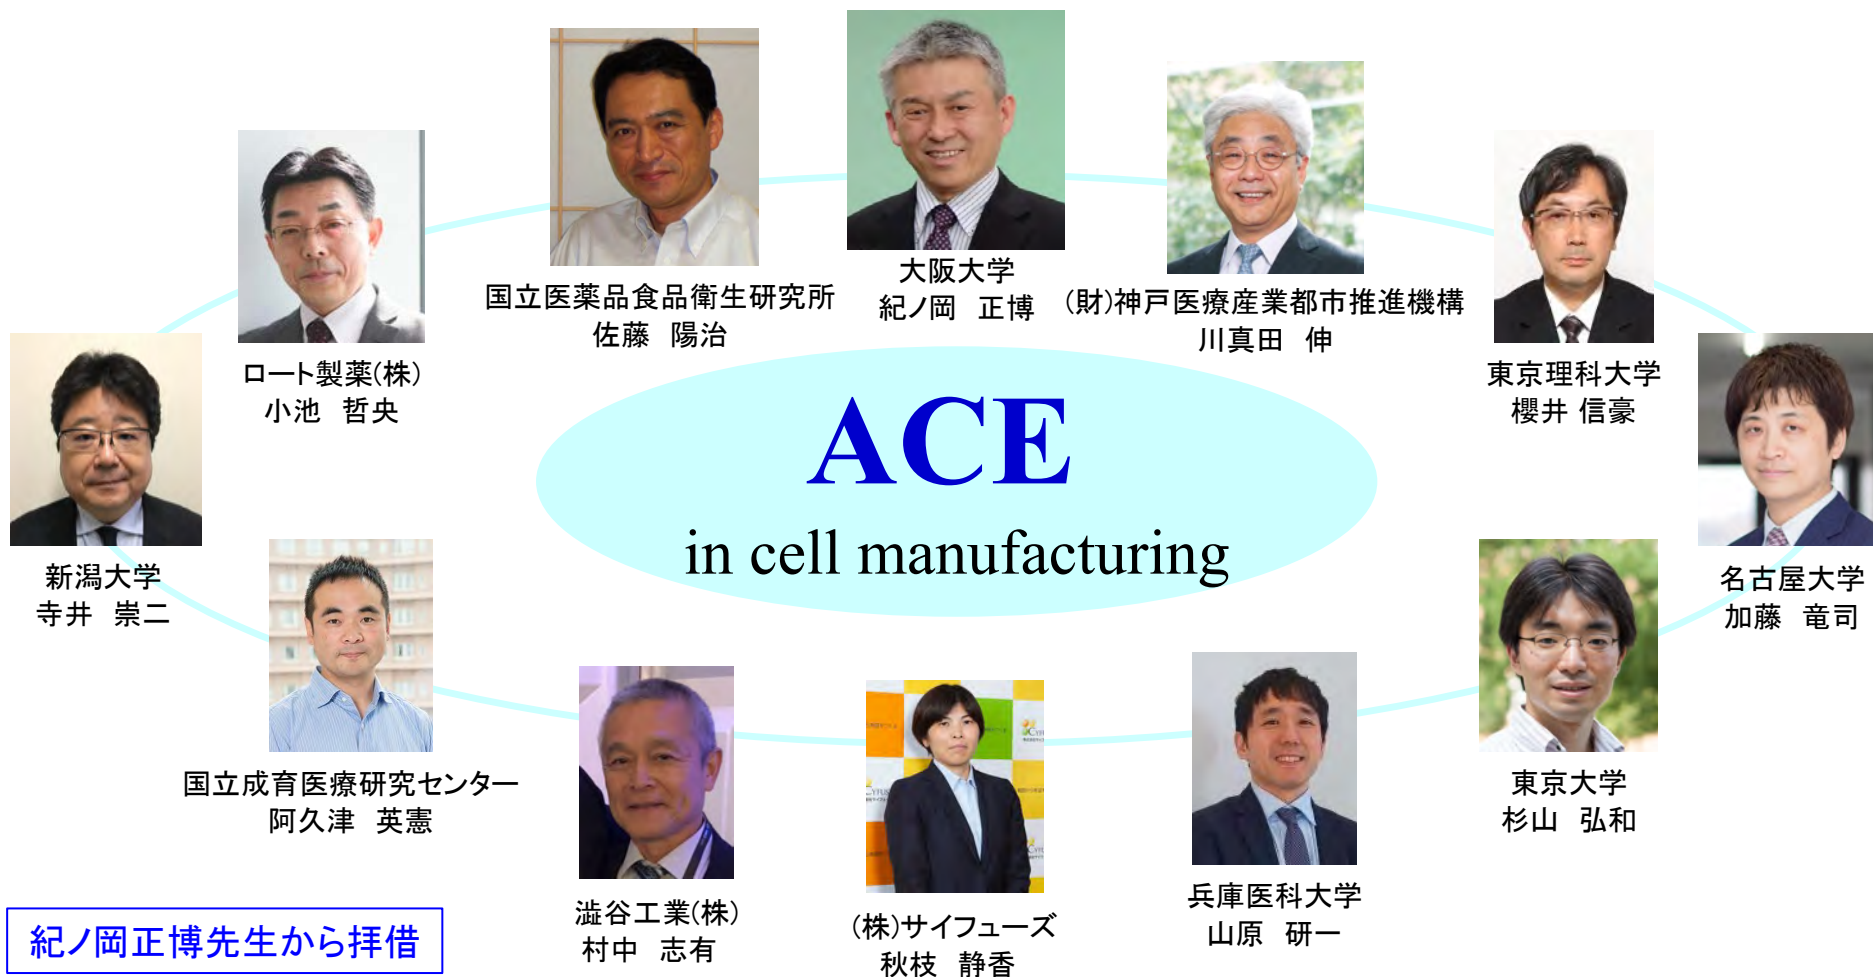 大阪大学
紀ノ岡 正博
国立医薬品食品衛生研究所
佐藤 陽治
(財)神戸医療産業都市推進機構
川真田 伸
ロート製薬(株)
小池 哲央
東京理科大学
櫻井 信豪
新潟大学
寺井 崇二
ACE
in cell manufacturing
名古屋大学
加藤 竜司
国立成育医療研究センター
阿久津 英憲
東京大学
杉山 弘和
澁谷工業(株)
村中 志有
(株)サイフューズ
秋枝 静香
兵庫医科大学
山原 研一
紀ノ岡正博先生から拝借